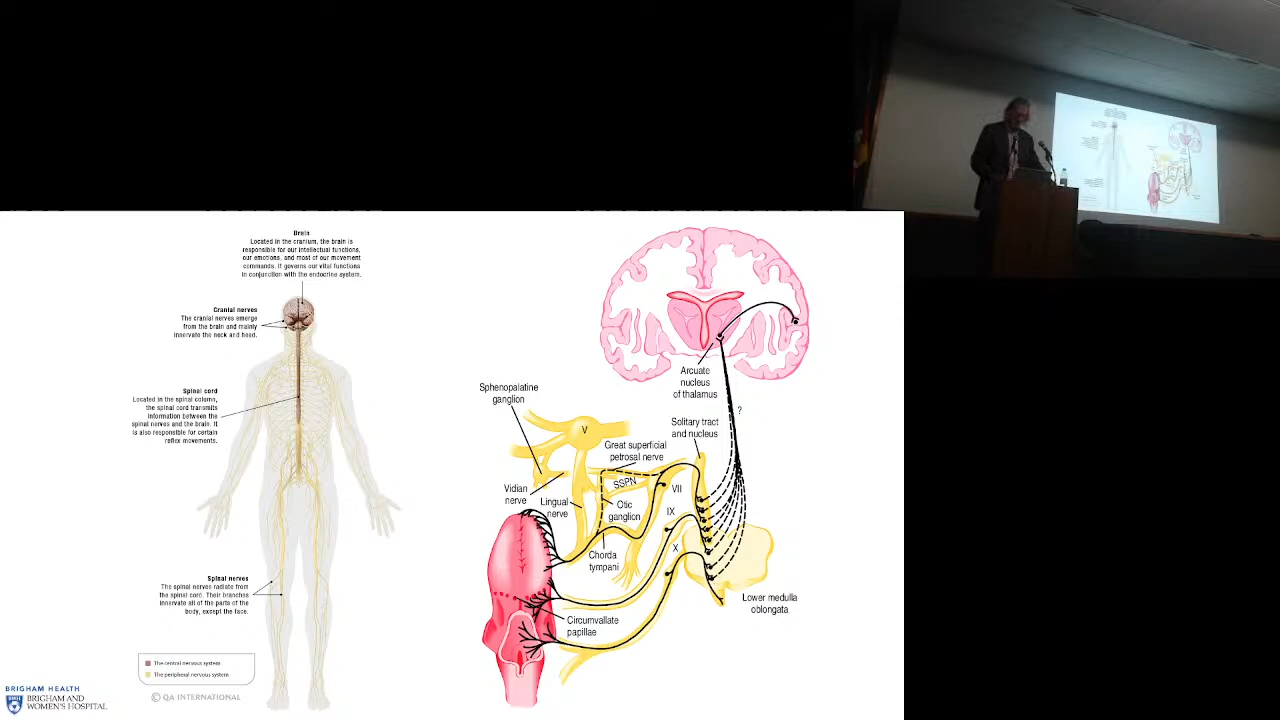 Brain
Located in the cranium, the brain is
responsible for our intellectual functions,
our emotions, and most of our movement
commands. It governs our vital functions
in conjunction with the endocrine system.
Cranial nerves
The cranial nerves emerge
from the brain and mainly
innervate the neck and head.
Spinal cord
Located in the spinal column,
the spinal cord transmits
information between the
spinal nerves and the brain. It
is also responsible for certain
reflex movements.
Spinal nerves
The spinal nerves radiate from
the spinal cord. Their branches
innervate all of the parts of the
body, except the face.
The central nervous system
The peripheral nervous system
© QA INTERNATIONAL
BRIGHAM HEALTH
BRIGHAM AND
WOMEN'S HOSPITAL
Arcuate
nucleus
of thalamus
?
Sphenopalatine
ganglion
Solitary tract
and nucleus
V
Great superficial
petrosal nerve
SSPN
VII
Vidian
nerve
Lingual
nerve
Otic
ganglion
IX
X
Chorda
tympani
Lower medulla
oblongata
Circumvallate
papillae